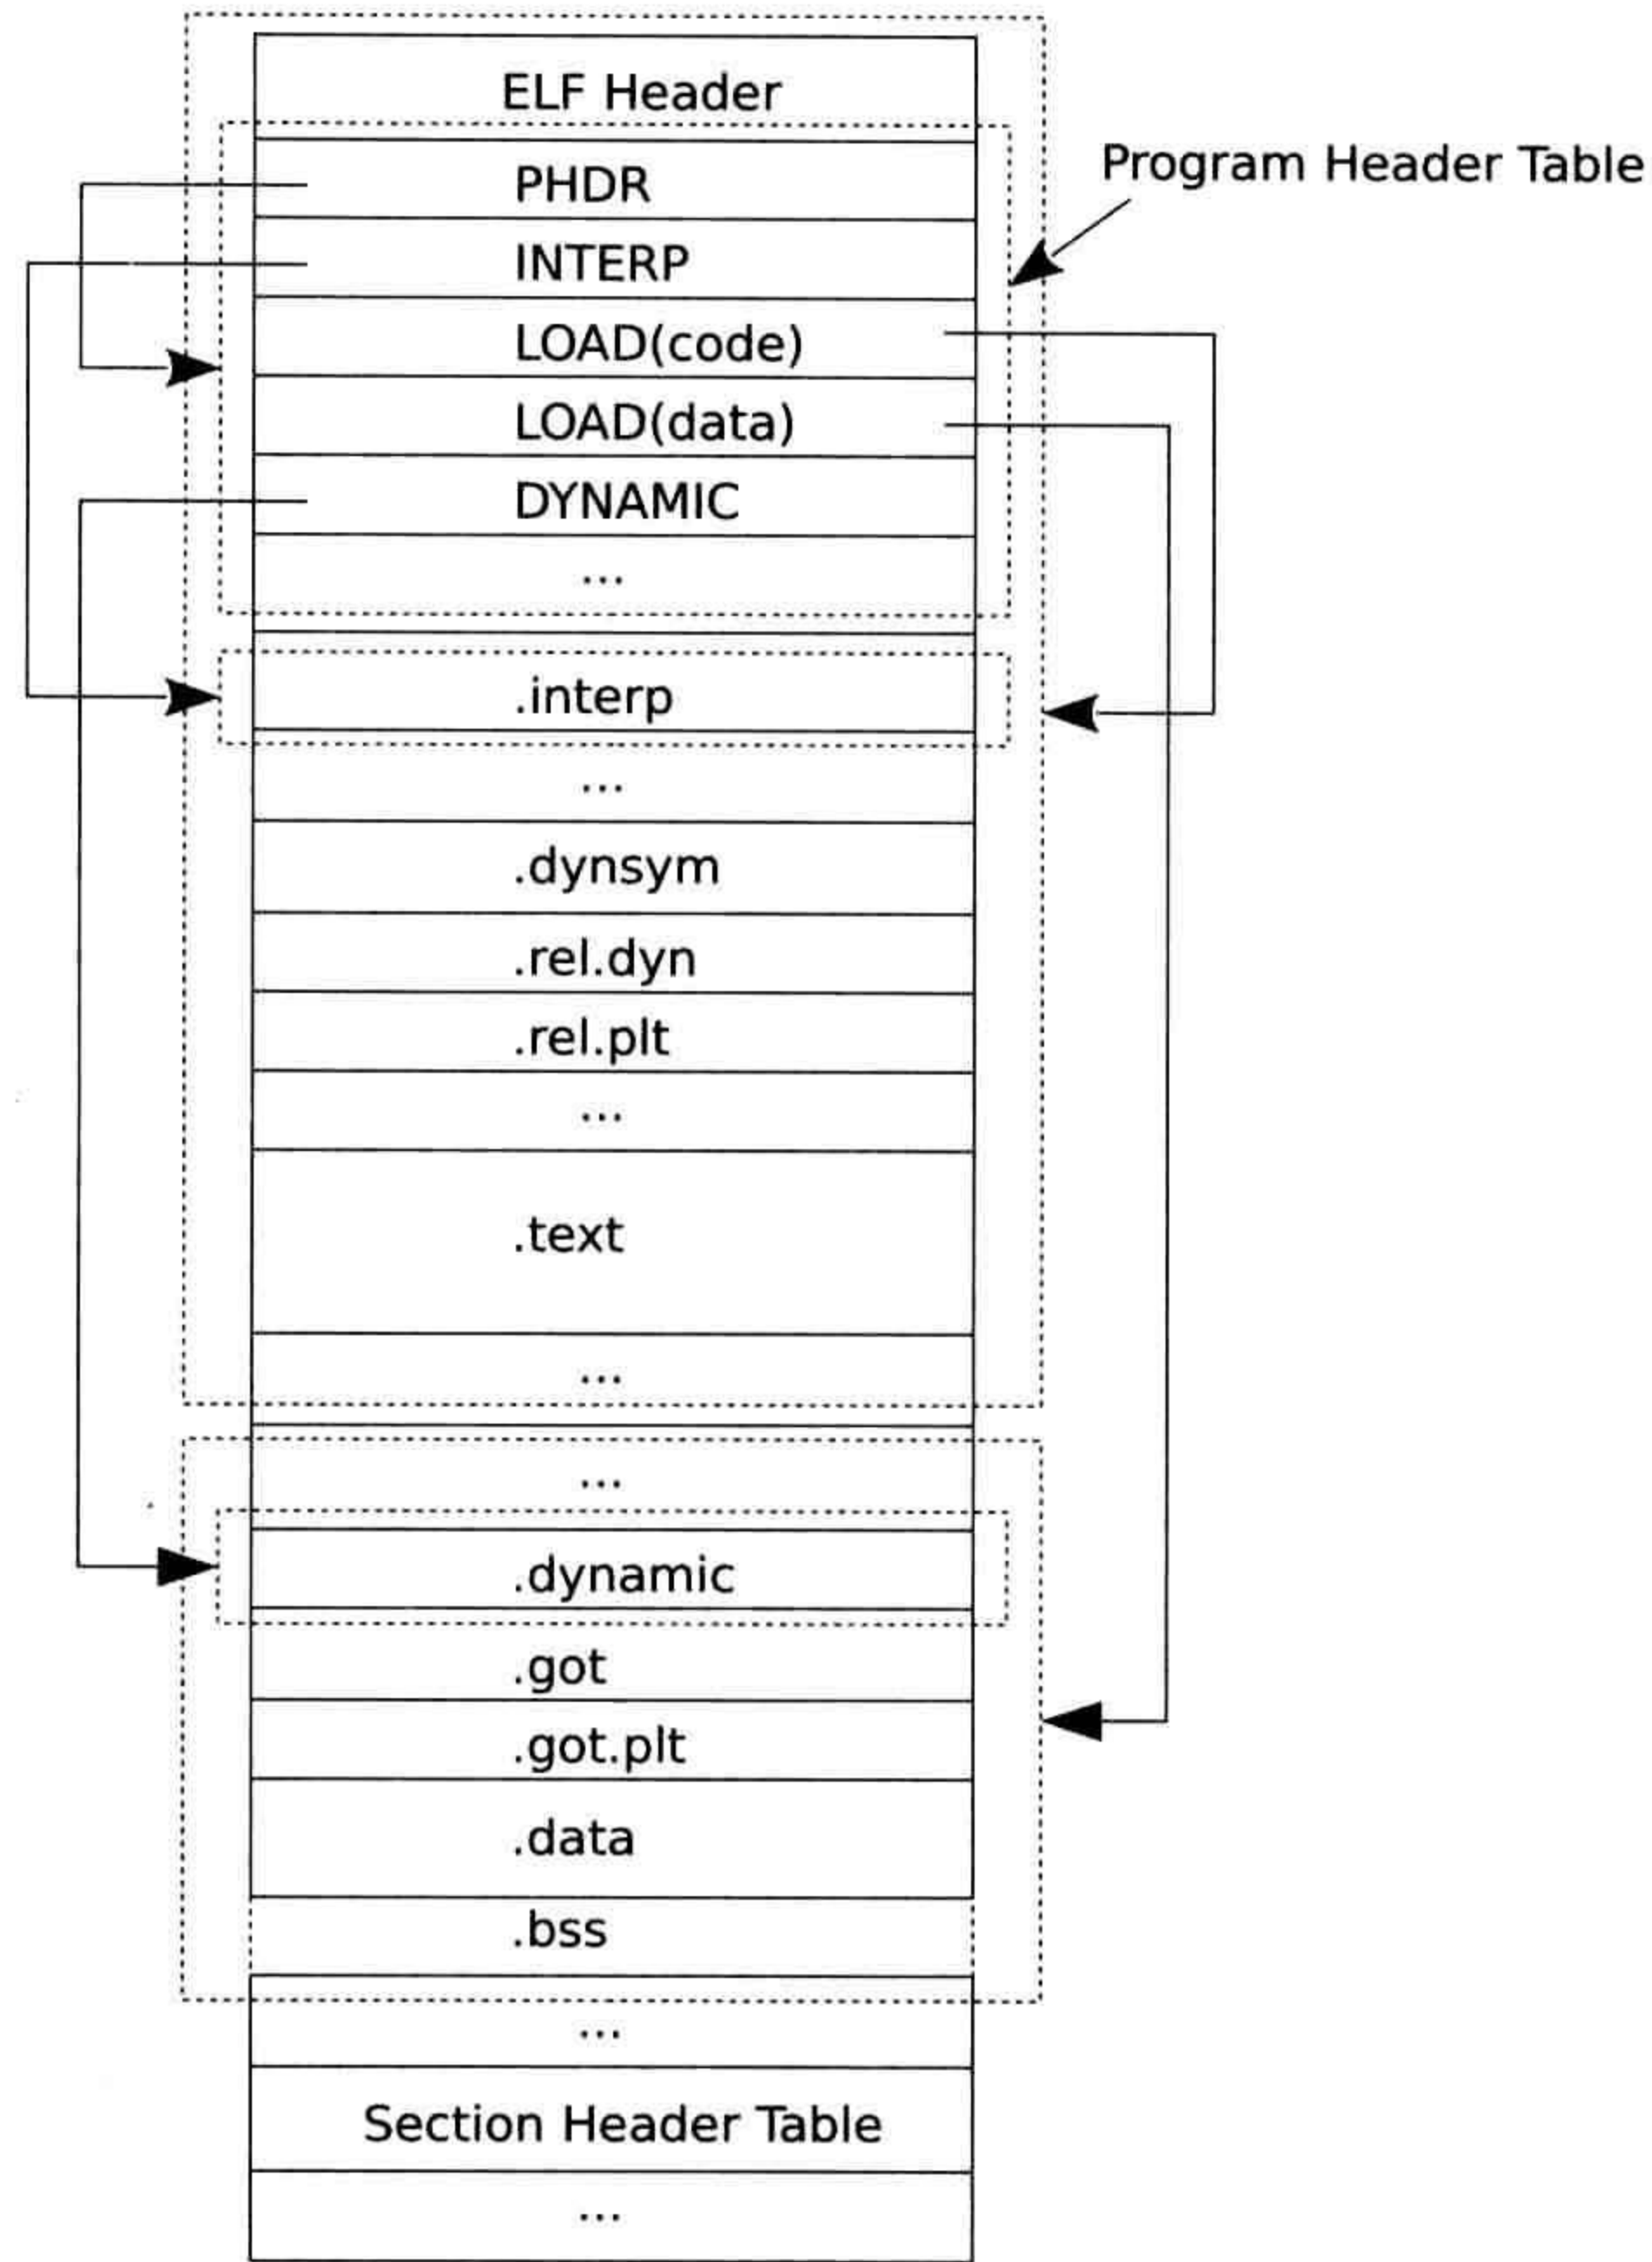 ELF Header
PHDR
Program Header Table
INTERP
LOAD(code)
LOAD(data)
DYNAMIC
...
.interp
...
.dynsym
.rel.dyn
.rel.plt
...
.text
...
...
.dynamic
.got
.got.plt
.data
.bss
...
Section Header Table
...